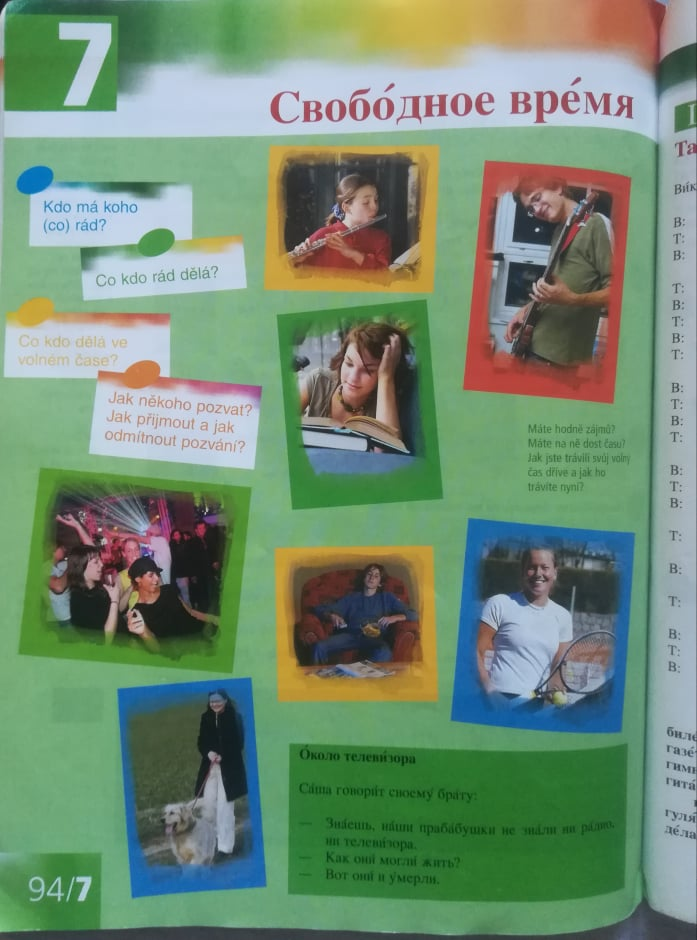 7
Свобо́дное вре́мя
Kdo má koho
(co) rád?
Co kdo rád dělá?
Co kdo dělá ve
volném čase?
Jak někoho pozvat?
Jak přijmout a jak
odmítnout pozvání?
Máte hodně zájmů?
Máte na ně dost času?
Jak jste trávili svůj volný
čas dříve a jak ho
trávíte nyní?
О́коло телеви́зора
Са́ша говори́т своему́ бра́ту:
— Зна́ешь, на́ши праба́бушки не зна́ли ни ра́дио,
ни телеви́зора.
— Как они́ могли́ жить?
— Вот они́ и у́мерли.
94/7
Та
Ви́к
В:
Т:
В:
Т:
В:
Т:
В:
Т:
В:
Т:
В:
Т:
В:
Т:
В:
Т:
В:
Т:
В:
Т:
В:
биле́
газе́
гимн
гита́
гуля́
де́ла